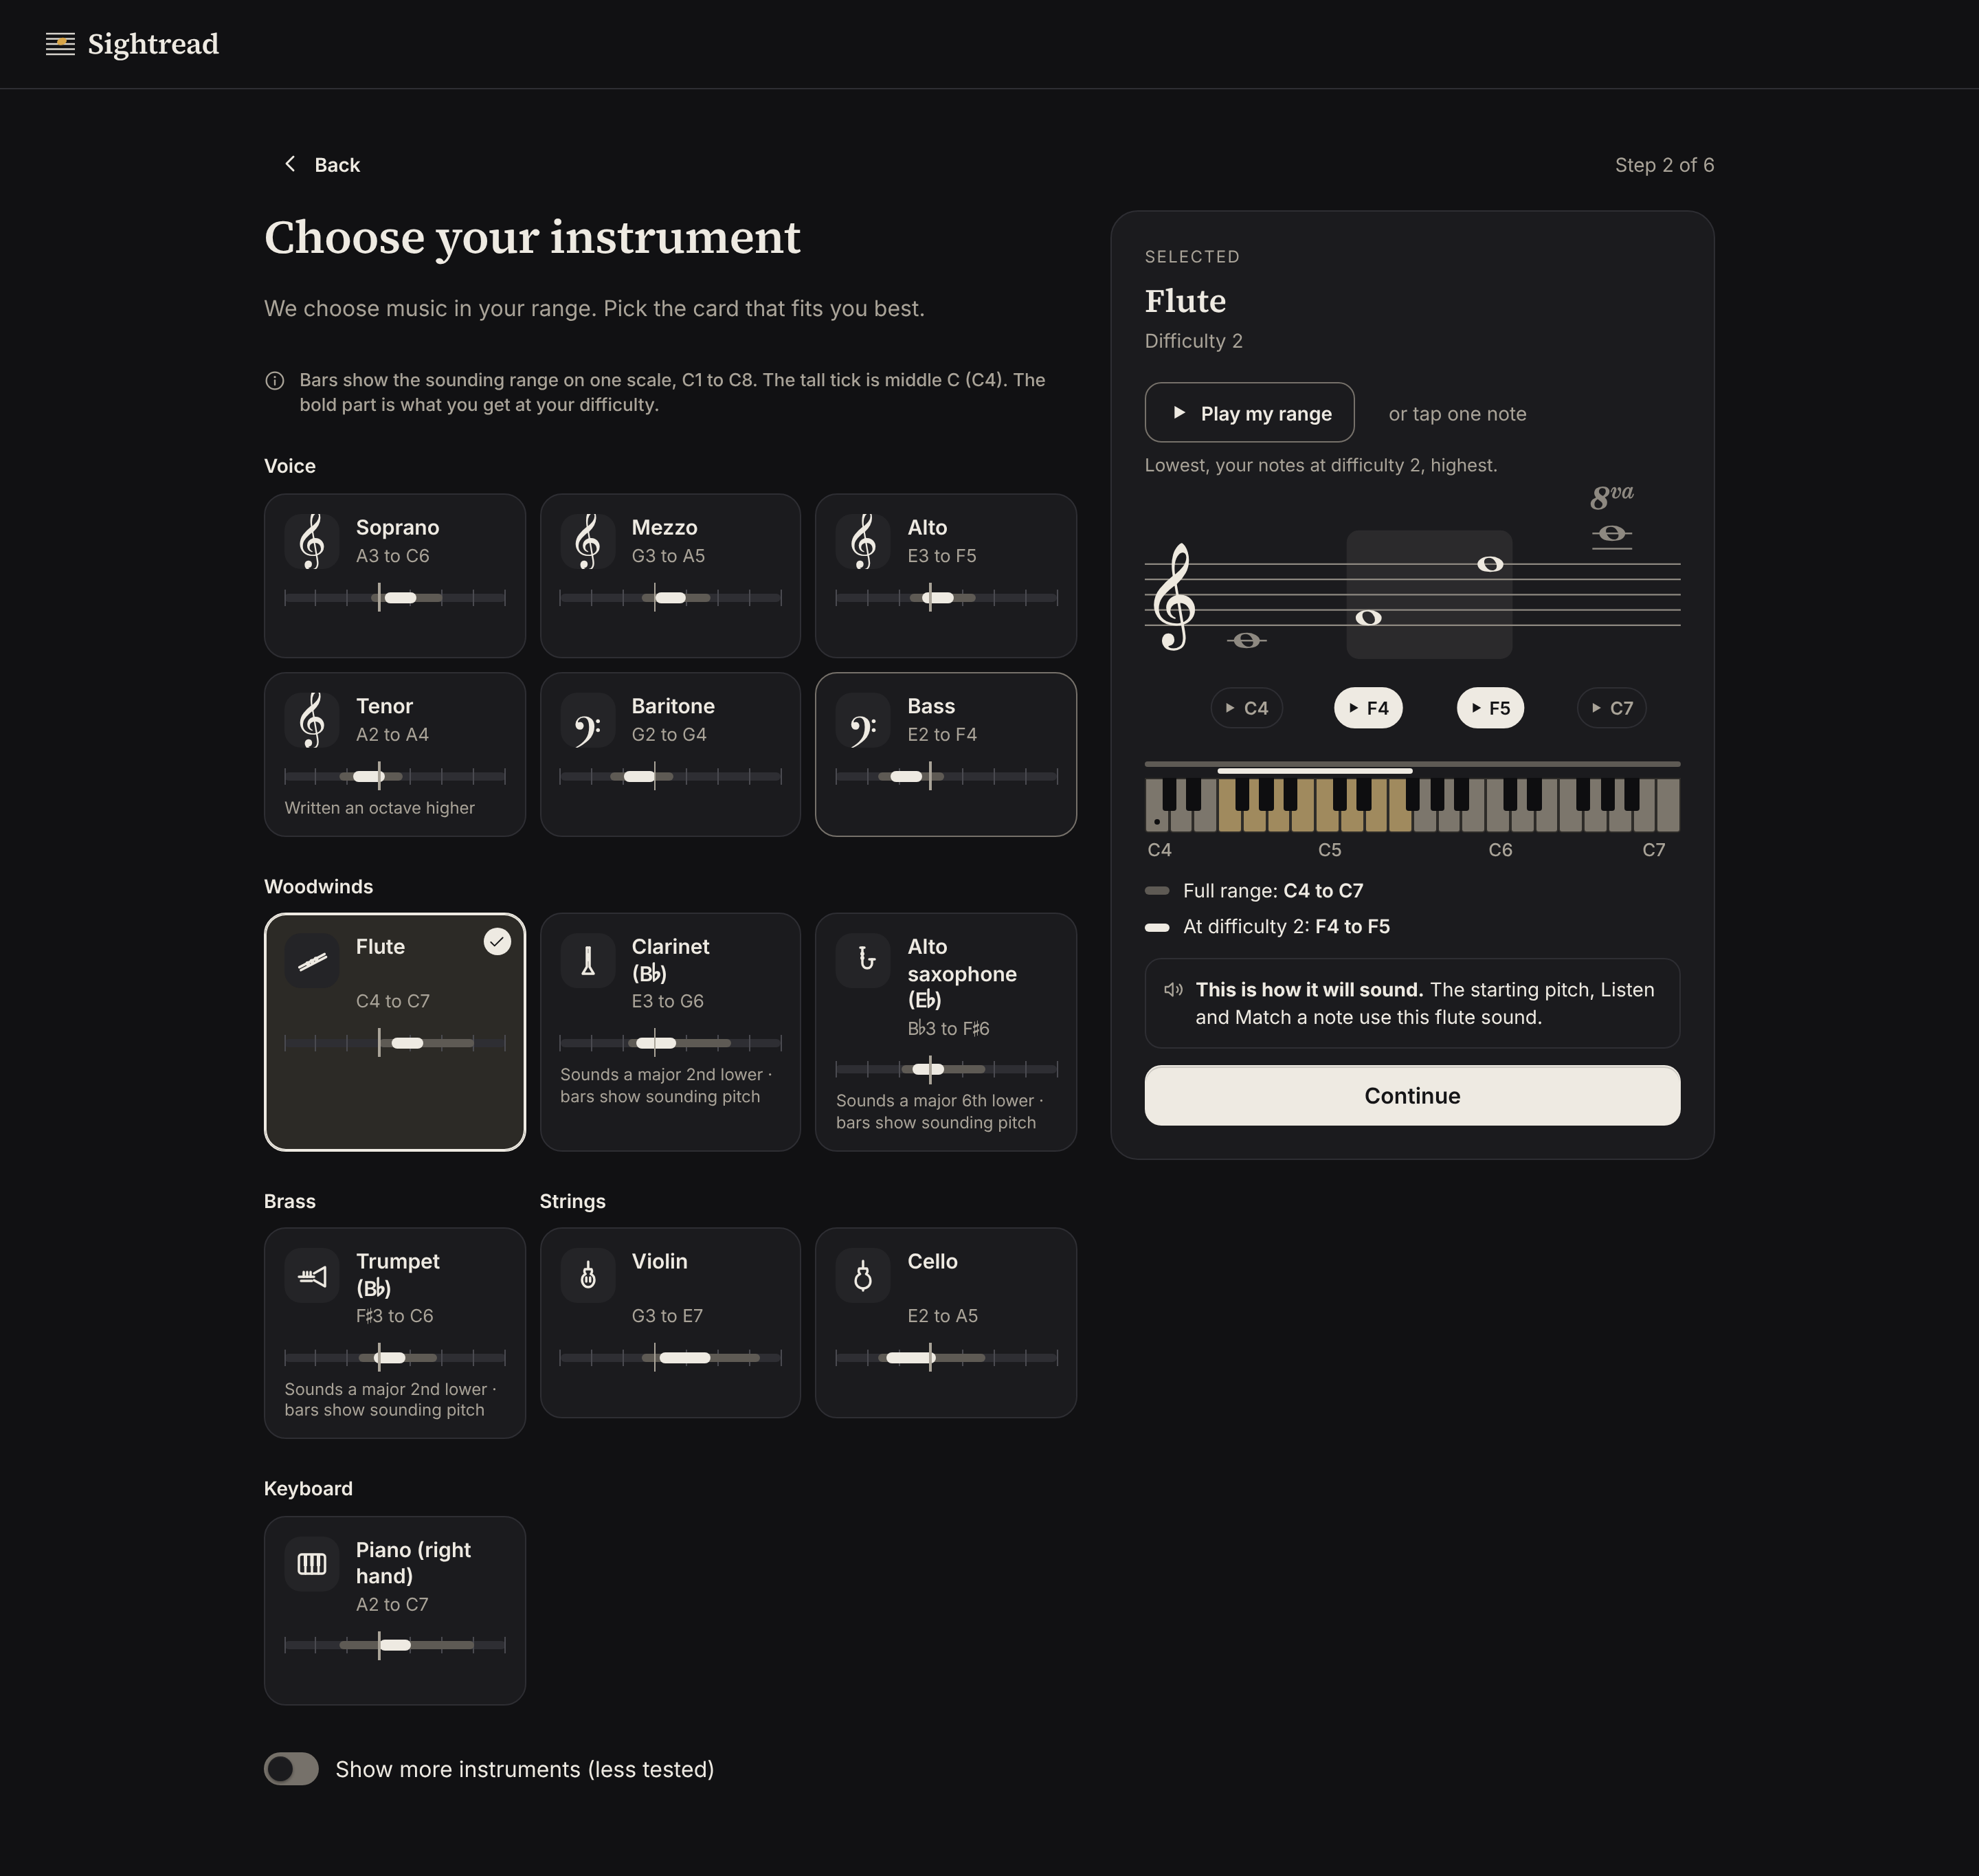 Sightread
Back
Step 2 of 6
Choose your instrument
We choose music in your range. Pick the card that fits you best.
Bars show the sounding range on one scale, C1 to C8. The tall tick is middle C (C4). The
bold part is what you get at your difficulty.
Voice
Soprano
A3 to C6
Mezzo
G3 to A5
Alto
E3 to F5
Tenor
A2 to A4
Written an octave higher
Baritone
G2 to G4
Bass
E2 to F4
Woodwinds
Flute
C4 to C7
Clarinet
(B♭)
E3 to G6
Sounds a major 2nd lower ·
bars show sounding pitch
Alto
saxophone
(E♭)
B♭3 to F♯6
Sounds a major 6th lower ·
bars show sounding pitch
Brass
Trumpet
(B♭)
F♯3 to C6
Sounds a major 2nd lower ·
bars show sounding pitch
Strings
Violin
G3 to E7
Cello
E2 to A5
Keyboard
Piano (right
hand)
A2 to C7
Show more instruments (less tested)
SELECTED
Flute
Difficulty 2
Play my range
or tap one note
Lowest, your notes at difficulty 2, highest.
8va
C4
F4
F5
C7
C4
C5
C6
C7
Full range: C4 to C7
At difficulty 2: F4 to F5
This is how it will sound. The starting pitch, Listen
and Match a note use this flute sound.
Continue